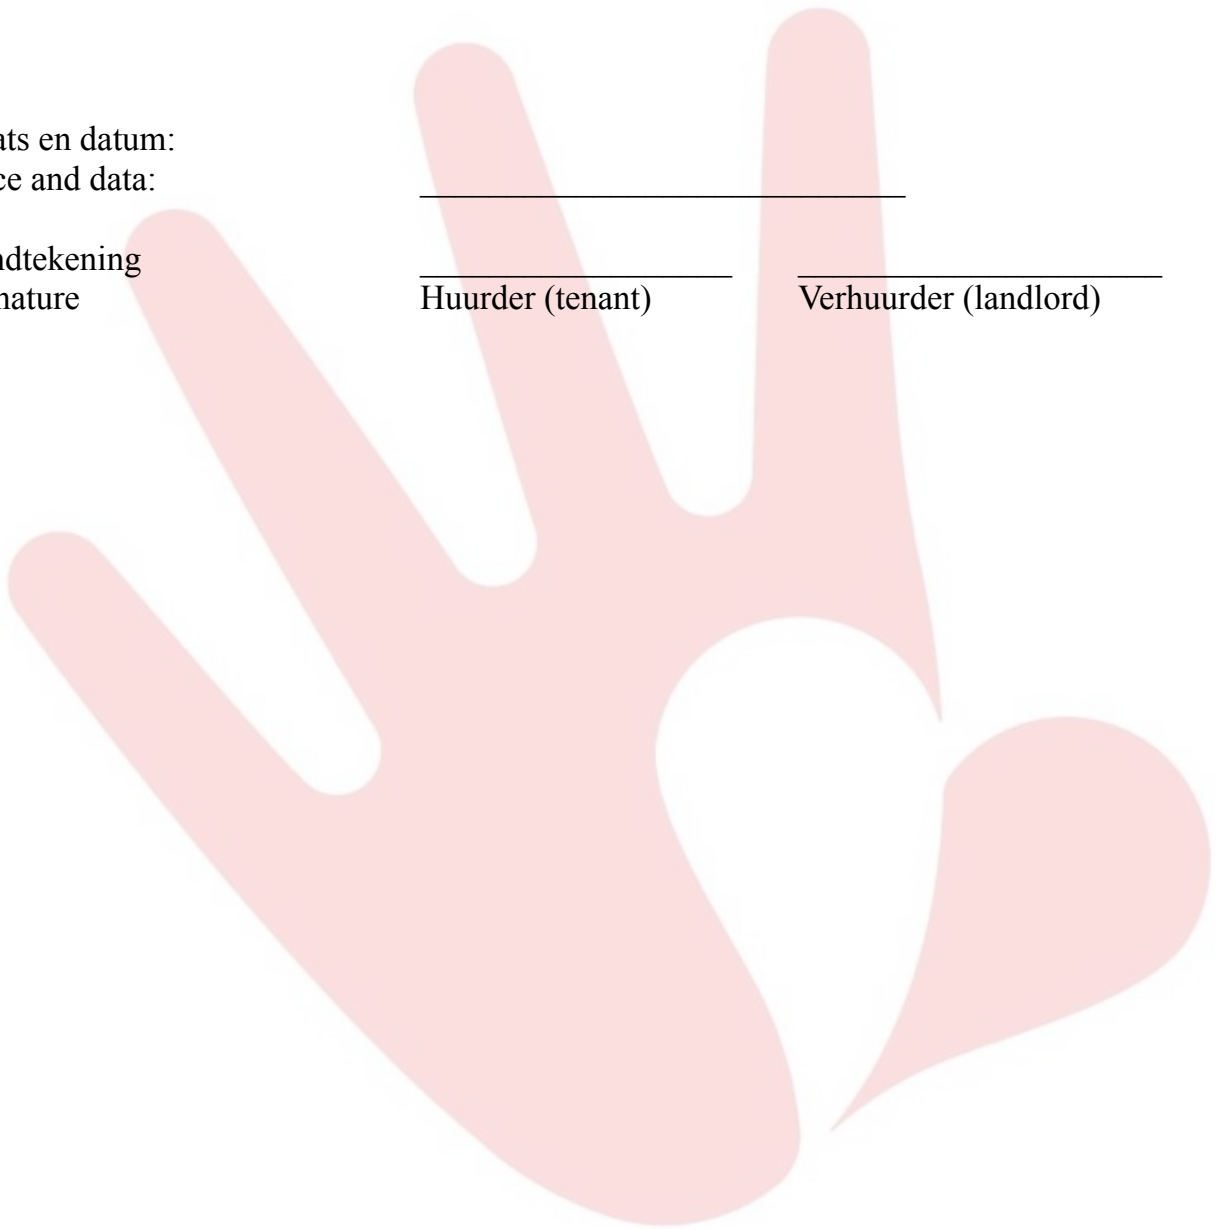 ats en datum:
ce and data:
ndtekening
nature
Huurder (tenant) Verhuurder (landlord)